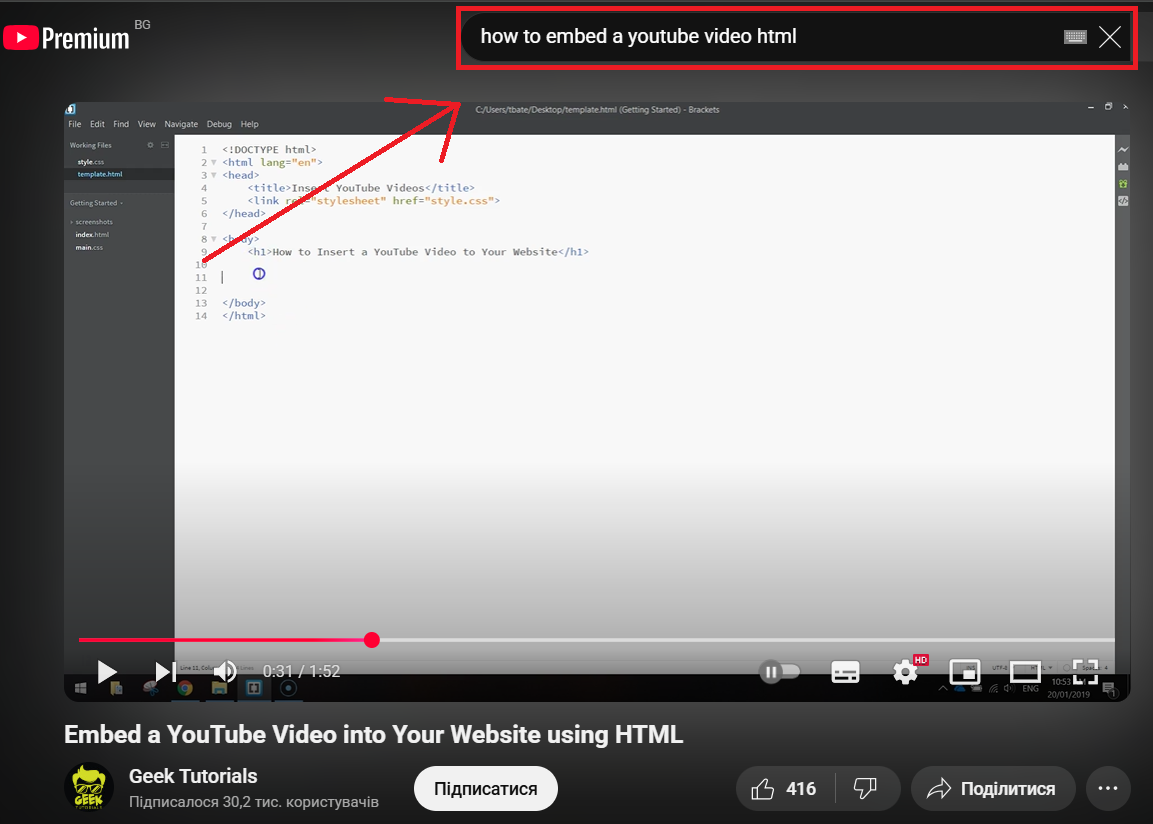 Premium BG
how to embed a youtube video html
C:/Users/tbate/Desktop/template.html (Getting Started) - Brackets
File Edit Find View Navigate Debug Help
Working Files
style.css
template.html
Getting Started
screenshots
index.html
main.css
1 <!DOCTYPE html>
2 <html lang="en">
3 <head>
4 <title>Insert YouTube Videos</title>
5 <link rel="stylesheet" href="style.css">
6 </head>
7
8 <body>
9 <h1>How to Insert a YouTube Video to Your Website</h1>
10
11
12
13 </body>
14 </html>
0:31 / 1:52
HD
ENG
10:53
20/01/2019
Embed a YouTube Video into Your Website using HTML
GEEK
TUTORIALS
Geek Tutorials
Підписалося 30,2 тис. користувачів
Підписатися
416
Поділитися